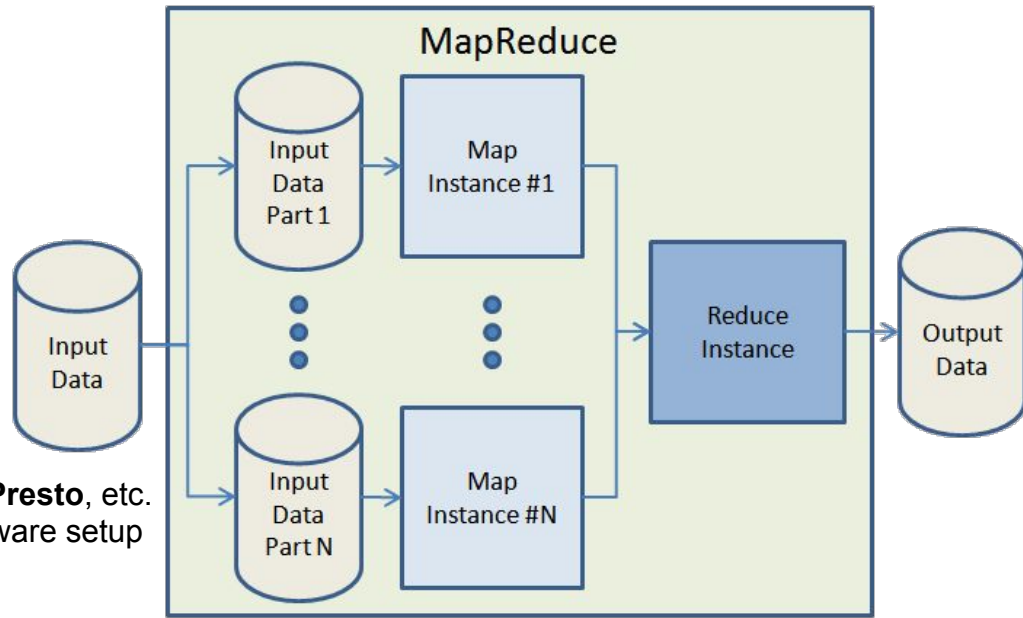 MapReduce
Input
Data
Part 1
Map
Instance #1
Input
Data
Reduce
Instance
Output
Data
Input
Data
Part N
Map
Instance #N
Presto, etc.
ware setup